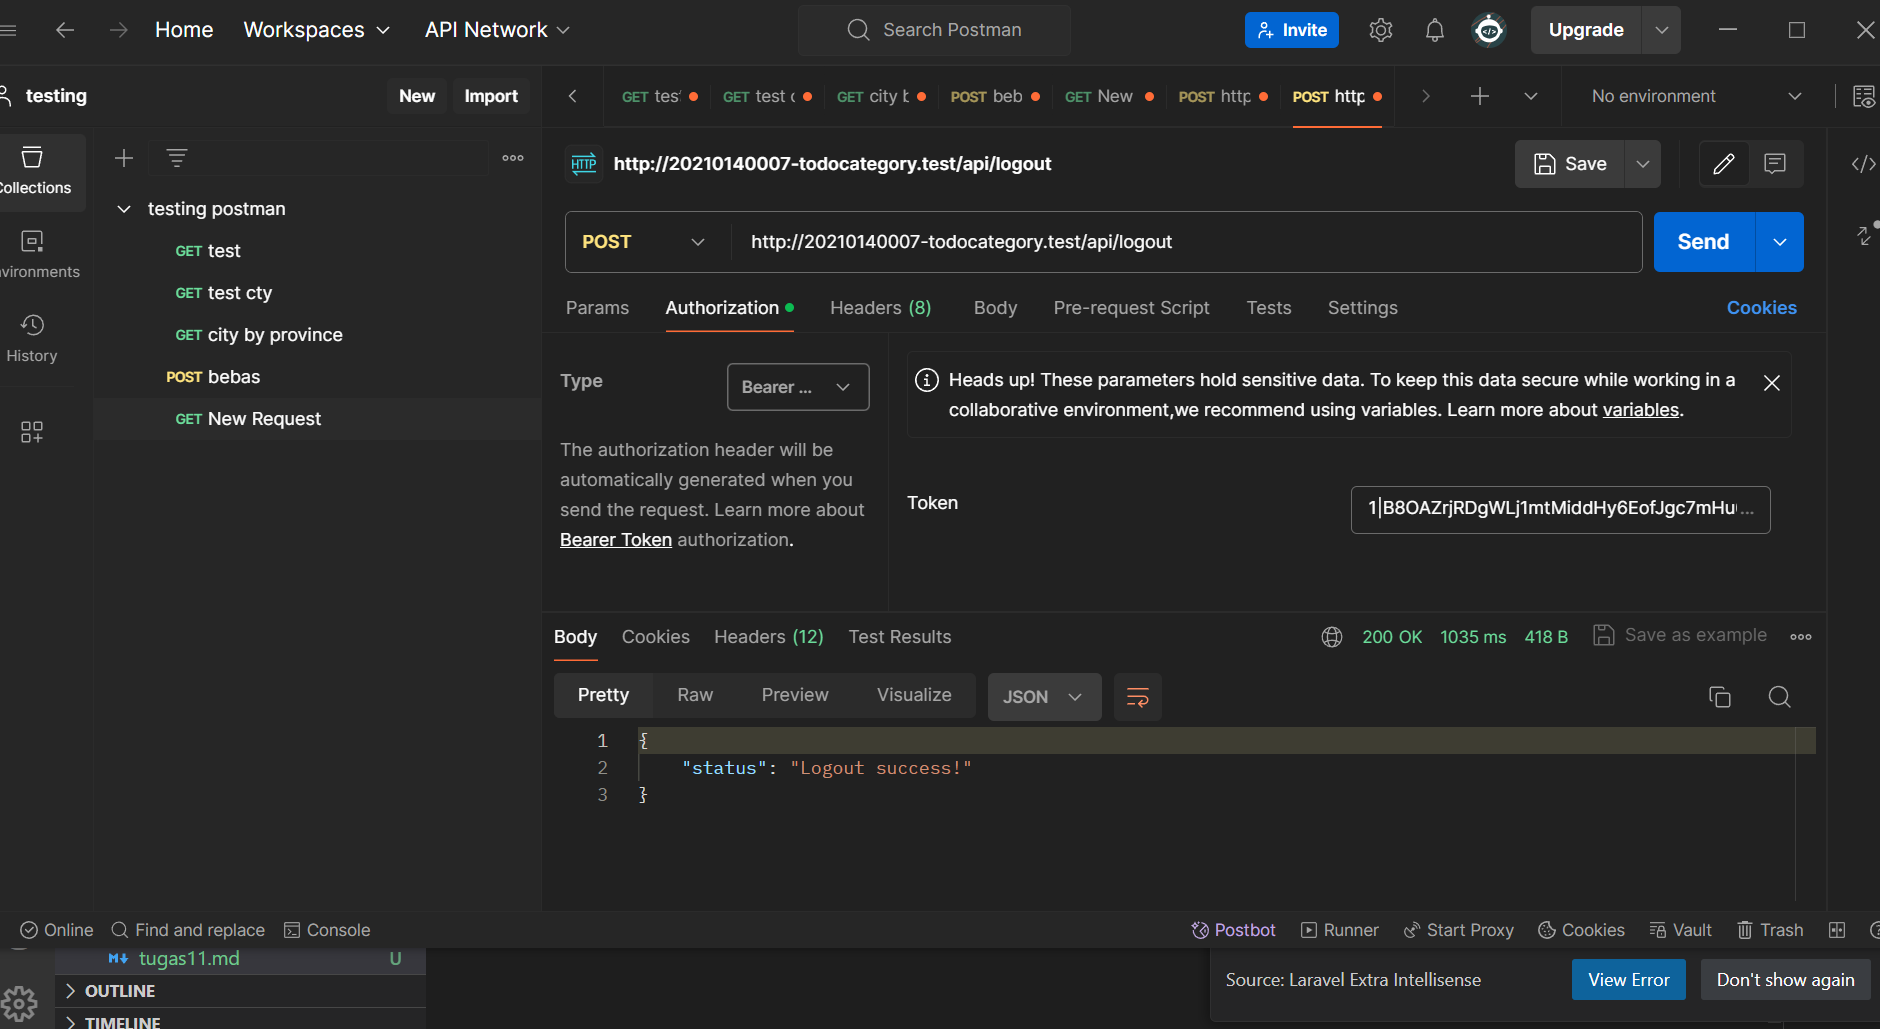 Home Workspaces API Network Search Postman Invite Upgrade
testing New Import GET tes GET test c GET city b POST beb GET New POST http POST http No environment
Collections
HTTP http://20210140007-todocategory.test/api/logout Save
testing postman
GET test
POST http://20210140007-todocategory.test/api/logout Send
Environments
GET test cty
Params Authorization Headers (8) Body Pre-request Script Tests Settings Cookies
GET city by province
History
POST bebas
GET New Request
Type Bearer ...
Heads up! These parameters hold sensitive data. To keep this data secure while working in a
collaborative environment,we recommend using variables. Learn more about variables.
The authorization header will be
automatically generated when you
send the request. Learn more about
Bearer Token authorization.
Token 1|B8OAZrjRDgWLj1mtMiddHy6EofJgc7mHu...
Body Cookies Headers (12) Test Results 200 OK 1035 ms 418 B Save as example
Pretty Raw Preview Visualize JSON
1 {
2 "status": "Logout success!"
3 }
Online Find and replace Console Postbot Runner Start Proxy Cookies Vault Trash
tugas11.md U
Source: Laravel Extra Intellisense View Error Don't show again
OUTLINE
TIMELINE